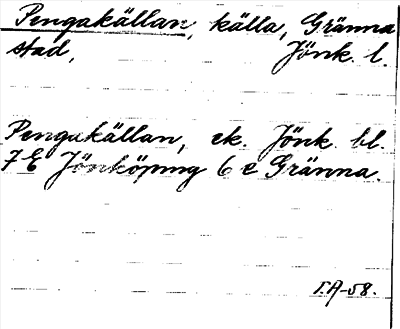 Pengakällan, källa, Gränna
stad, Jönk. l.
Pengakällan, ek. Jönk. bl.
7 E Jönköping 6 e Gränna.
I.A-58.